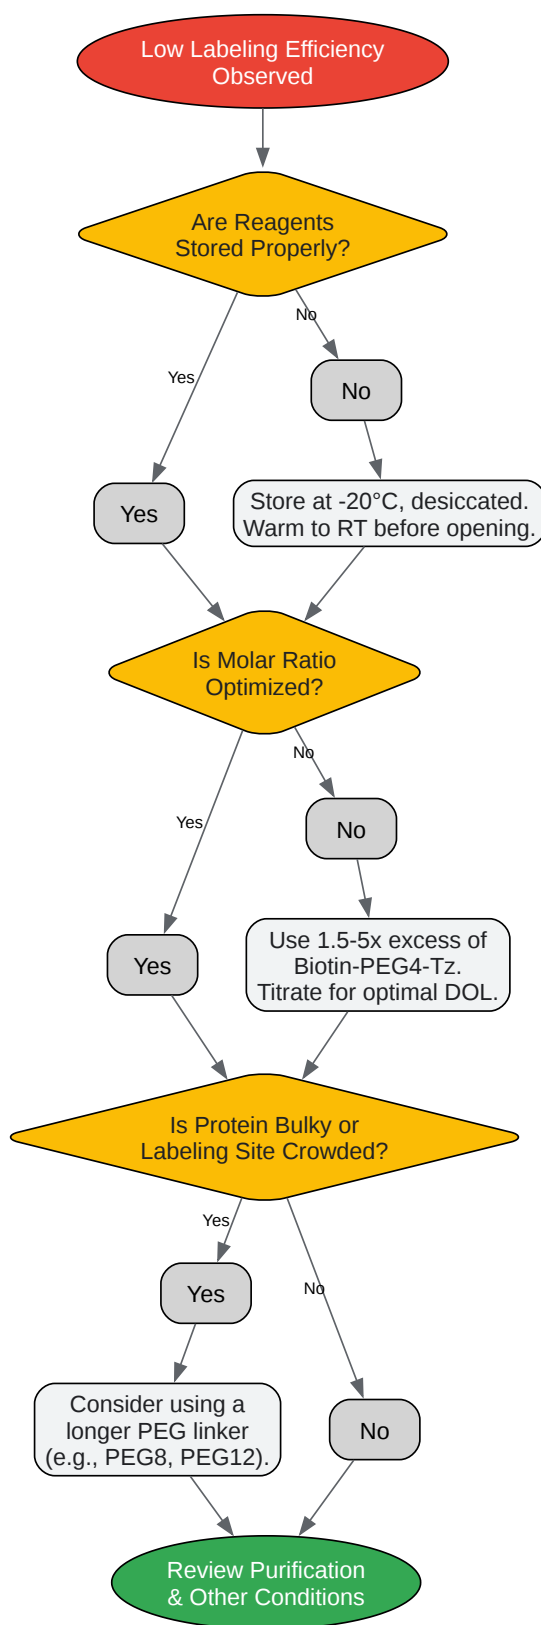 Low Labeling Efficiency
Observed
Are Reagents
Stored Properly?
No
Yes
No
Yes
Store at -20°C, desiccated.
Warm to RT before opening.
Is Molar Ratio
Optimized?
No
Yes
No
Yes
Use 1.5-5x excess of
Biotin-PEG4-Tz.
Titrate for optimal DOL.
Is Protein Bulky or
Labeling Site Crowded?
Yes
No
Yes
Consider using a
longer PEG linker
(e.g., PEG8, PEG12).
No
Review Purification
& Other Conditions